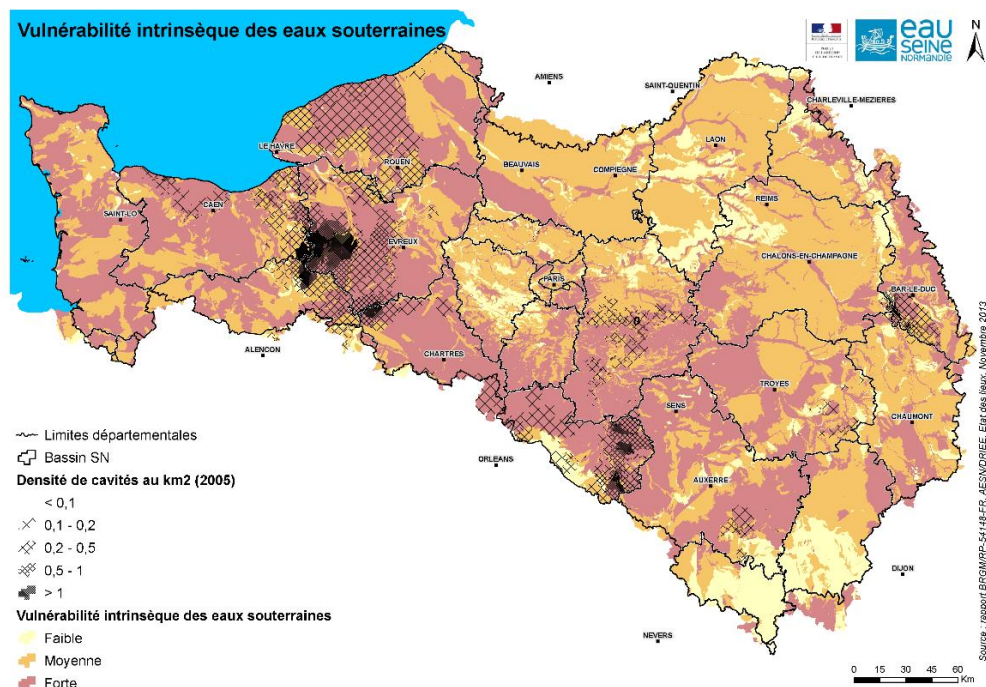 Vulnérabilité intrinsèque des eaux souterraines
eau
SEINE
NORMANDIE
N
AMIENS
SAINT-QUENTIN
CHARLEVILLE-MEZIERES
LAON
LE HAVRE
ROUEN
BEAUVAIS
COMPIEGNE
REIMS
SAINT-LO
CAEN
EVREUX
CHALONS-EN-CHAMPAGNE
PARIS
BAR-LE-DUC
ALENCON
CHARTRES
TROYES
SENS
CHAUMONT
ORLEANS
AUXERRE
DIJON
NEVERS
Limites départementales
Bassin SN
Densité de cavités au km2 (2005)
< 0,1
0,1 - 0,2
0,2 - 0,5
0,5 - 1
> 1
Vulnérabilité intrinsèque des eaux souterraines
Faible
Moyenne
Forte
0 15 30 45 60
Km
Source : rapport BRGM/RP-54148-FR. AESN/DRIEE. Etat des lieux. Novembre 2013